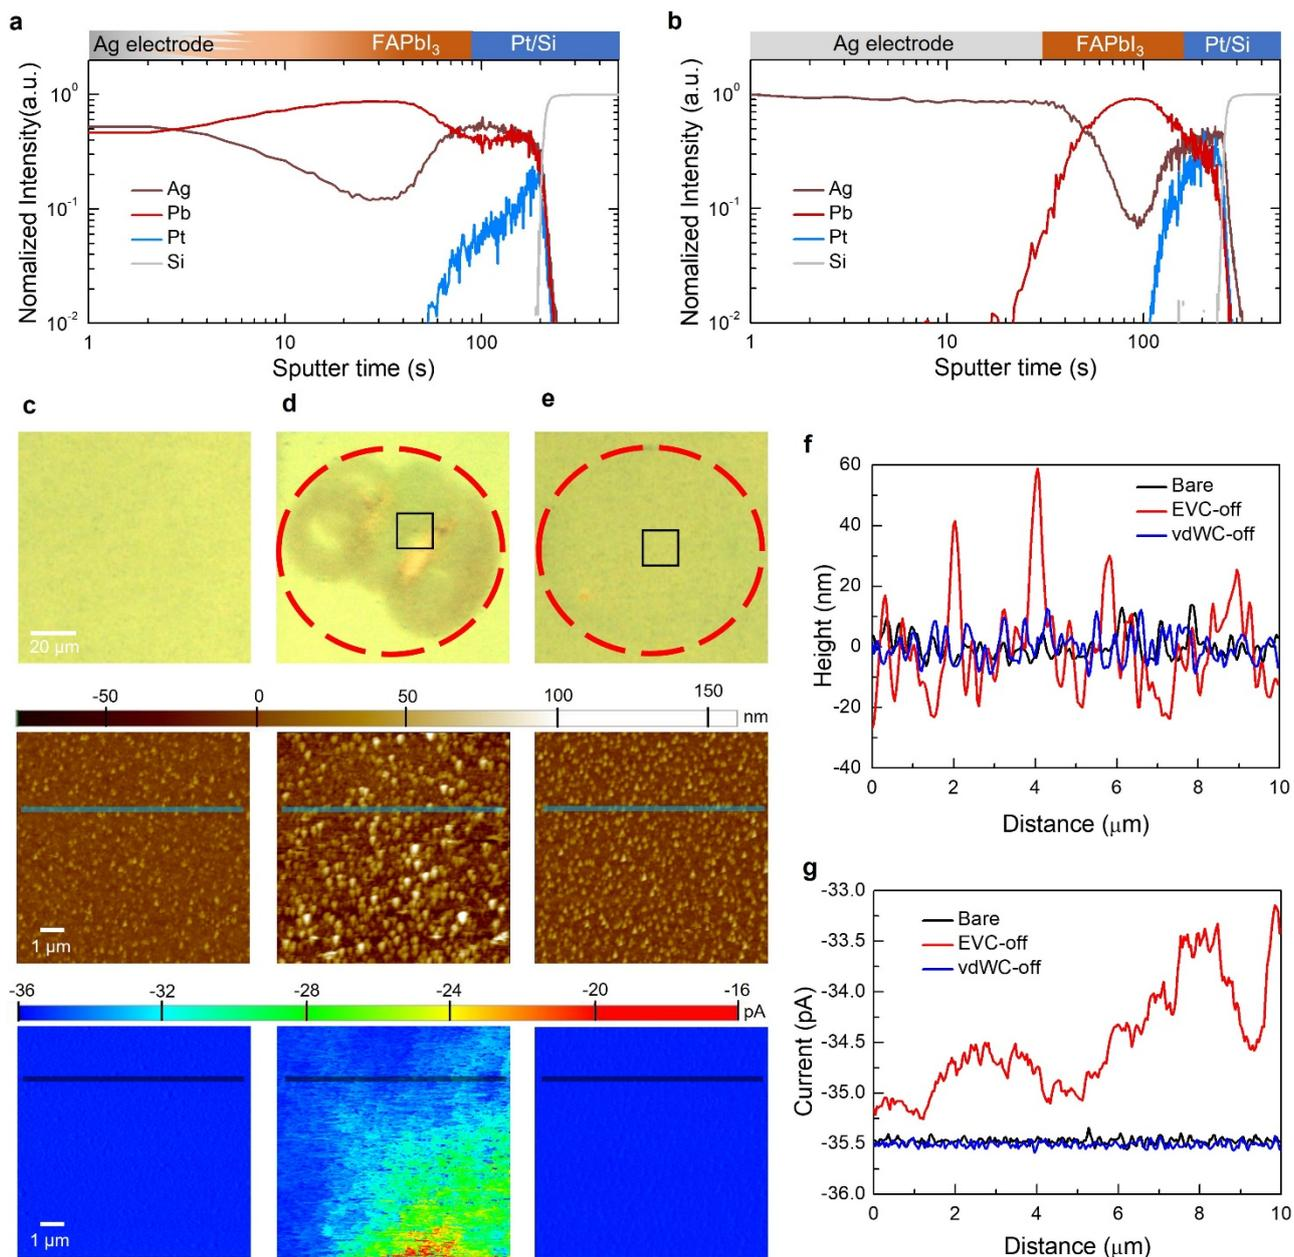 a
Ag electrode FAPbI3 Pt/Si
Nomalized Intensity(a.u.)
10^0
10^-1
10^-2
Ag
Pb
Pt
Si
1 10 100
Sputter time (s)
b
Ag electrode FAPbI3 Pt/Si
Nomalized Intensity (a.u.)
10^0
10^-1
10^-2
Ag
Pb
Pt
Si
1 10 100
Sputter time (s)
c d e
20 μm
-50 0 50 100 150
nm
1 μm
-36 -32 -28 -24 -20 -16
pA
1 μm
f
Height (nm)
60
40
20
0
-20
-40
Bare
EVC-off
vdWC-off
0 2 4 6 8 10
Distance (μm)
g
Current (pA)
-33.0
-33.5
-34.0
-34.5
-35.0
-35.5
-36.0
Bare
EVC-off
vdWC-off
0 2 4 6 8 10
Distance (μm)